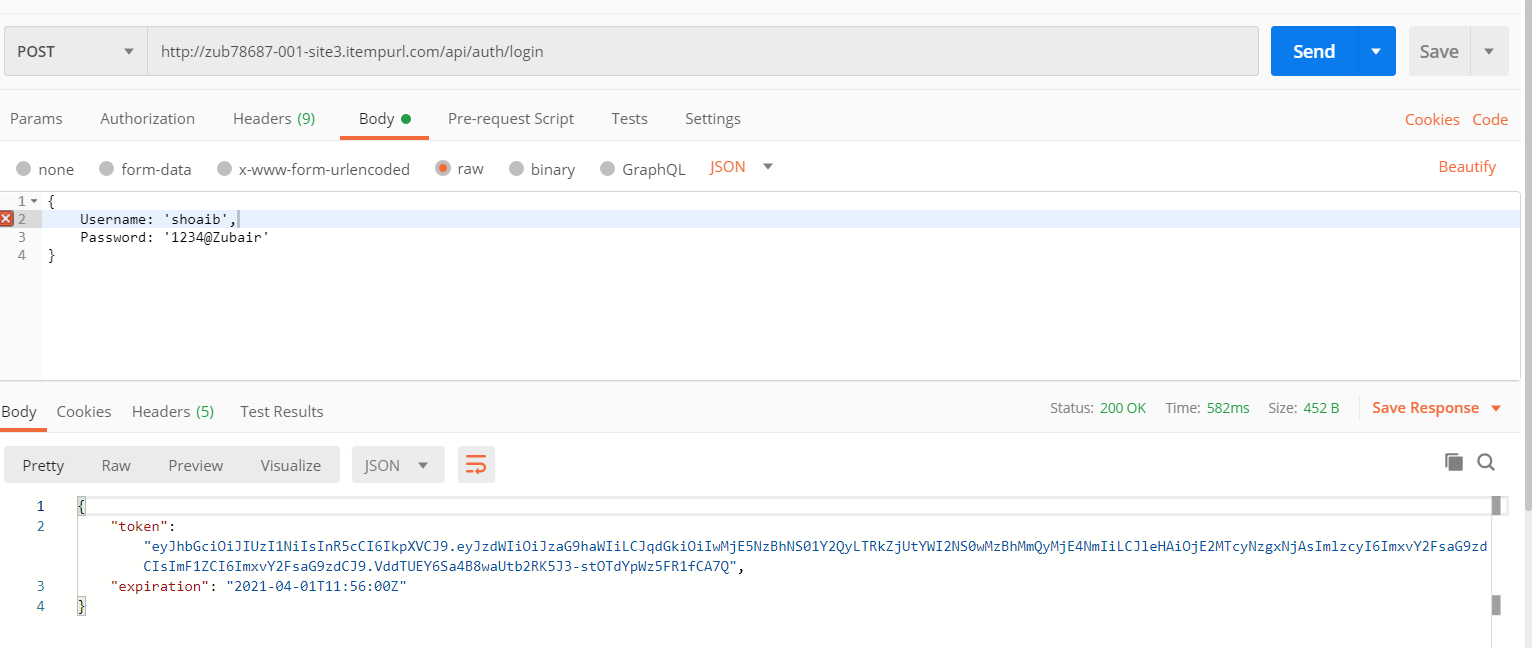 POST http://zub78687-001-site3.itempurl.com/api/auth/login Send Save
Params Authorization Headers (9) Body Pre-request Script Tests Settings Cookies Code
none form-data x-www-form-urlencoded raw binary GraphQL JSON Beautify
1 {
2 Username: 'shoaib',
3 Password: '1234@Zubair'
4 }
Body Cookies Headers (5) Test Results Status: 200 OK Time: 582ms Size: 452 B Save Response
Pretty Raw Preview Visualize JSON
1 {
2 "token":
"eyJhbGciOiJIUzI1NiIsInR5cCI6IkpXVCJ9.eyJzdWIiOiJzaG9haWIiLCJqdGkiOiIwMjE5NzBhNS01Y2QyLTRkZjUtYWI2NS0wMzBhMmQyMjE4NmIiLCJleHAiOjE2MTcyNzgxNjAsImlzcyI6ImxvY2FsaG9zd
CIsImF1ZCI6ImxvY2FsaG9zdCJ9.VddTUEY6Sa4B8waUtb2RK5J3-stOTdYpWz5FR1fCA7Q",
3 "expiration": "2021-04-01T11:56:00Z"
4 }